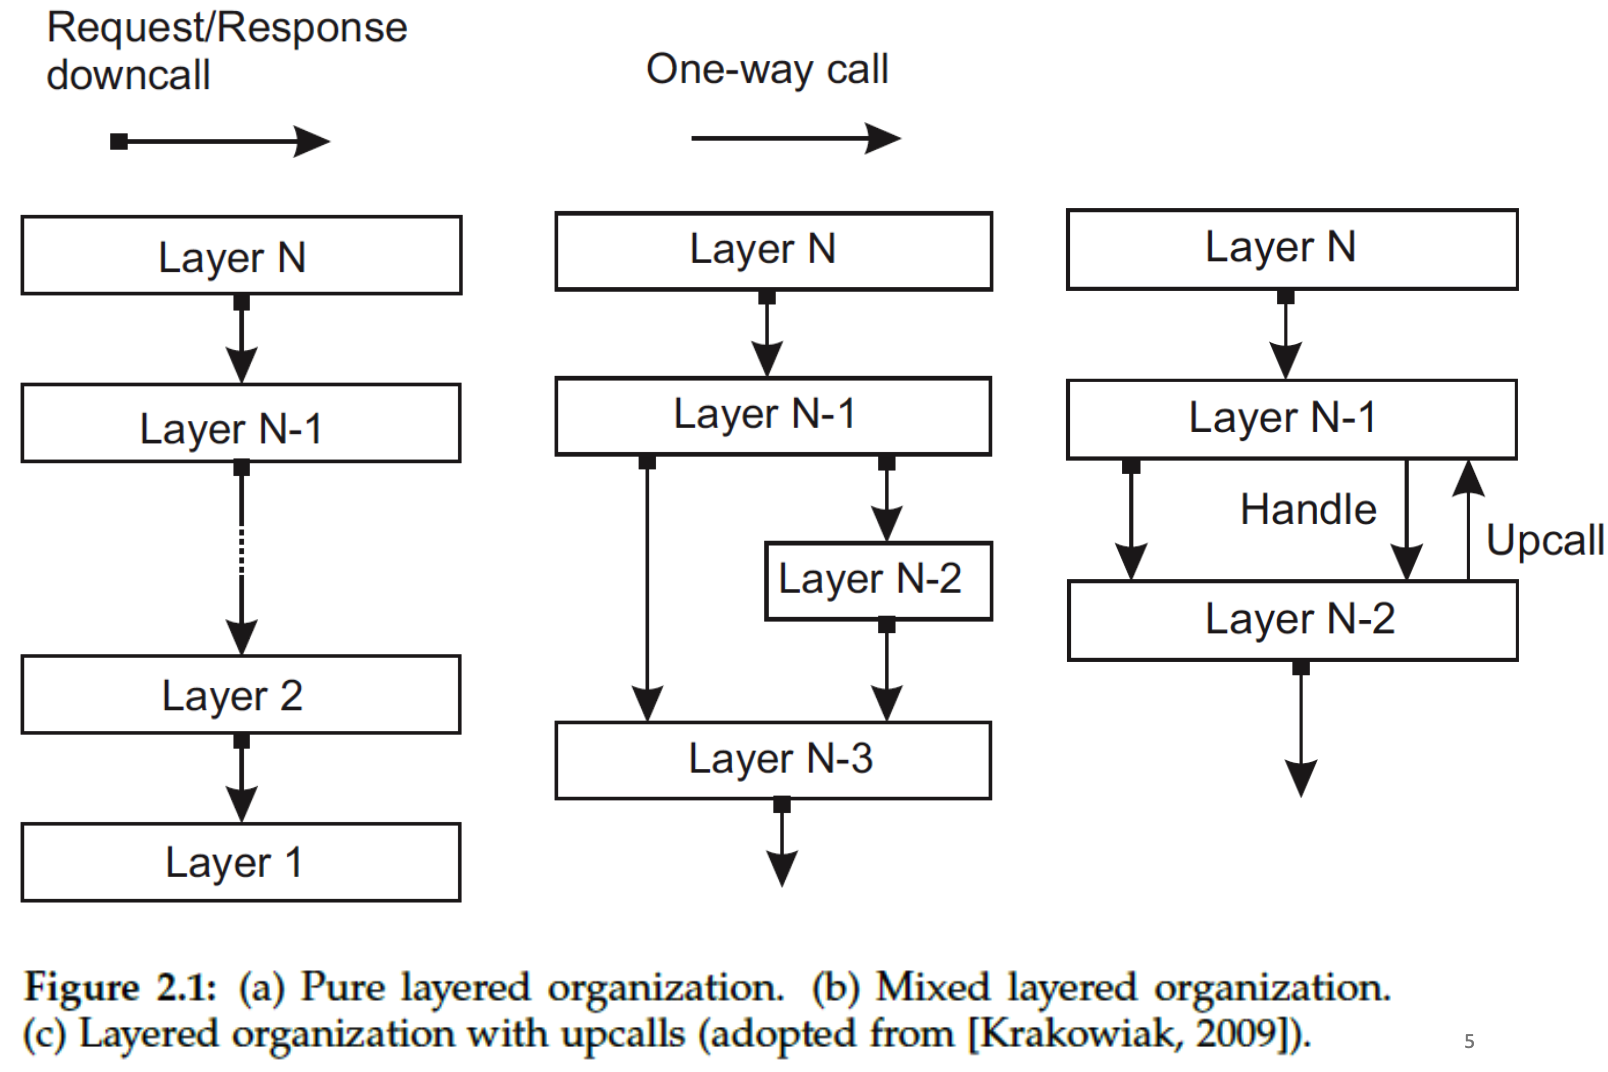 Request/Response
downcall
One-way call
Layer N
Layer N-1
Layer 2
Layer 1
Layer N
Layer N-1
Layer N-2
Layer N-3
Layer N
Layer N-1
Handle
Upcall
Layer N-2
Figure 2.1: (a) Pure layered organization. (b) Mixed layered organization.
(c) Layered organization with upcalls (adopted from [Krakowiak, 2009]).
5